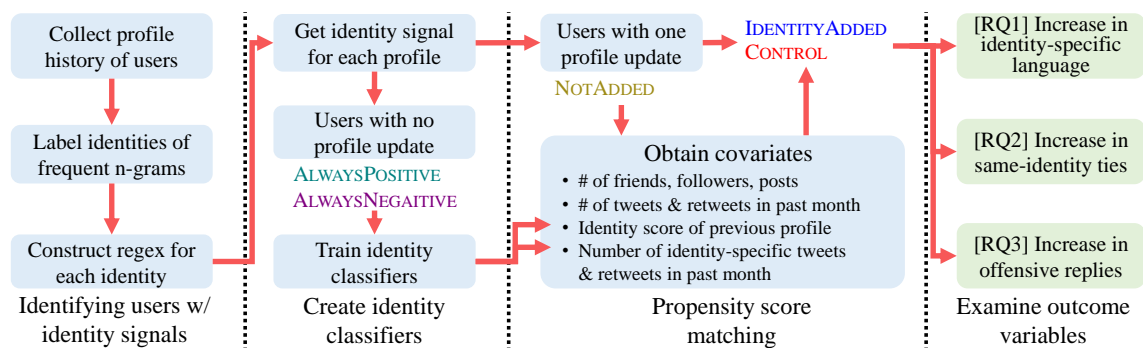 Collect profile
history of users
Label identities of
frequent n-grams
Construct regex for
each identity
Identifying users w/
identity signals
Get identity signal
for each profile
Users with no
profile update
ALWAYSPOSITIVE
ALWAYSNEGAITIVE
Train identity
classifiers
Create identity
classifiers
Users with one
profile update
NOTADDED
IDENTITYADDED
CONTROL
Obtain covariates
• # of friends, followers, posts
• # of tweets & retweets in past month
• Identity score of previous profile
• Number of identity-specific tweets
& retweets in past month
Propensity score
matching
[RQ1] Increase in
identity-specific
language
[RQ2] Increase in
same-identity ties
[RQ3] Increase in
offensive replies
Examine outcome
variables